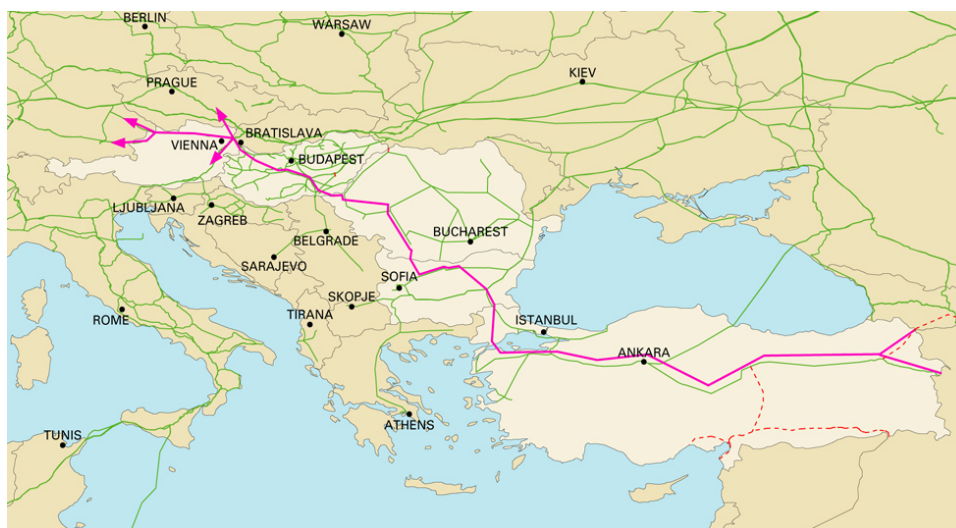 BERLIN
WARSAW
KIEV
PRAGUE
BRATISLAVA
VIENNA
BUDAPEST
LJUBLJANA
ZAGREB
BELGRADE
BUCHAREST
SARAJEVO
SOFIA
SKOPJE
TIRANA
ROME
ISTANBUL
ANKARA
ATHENS
TUNIS